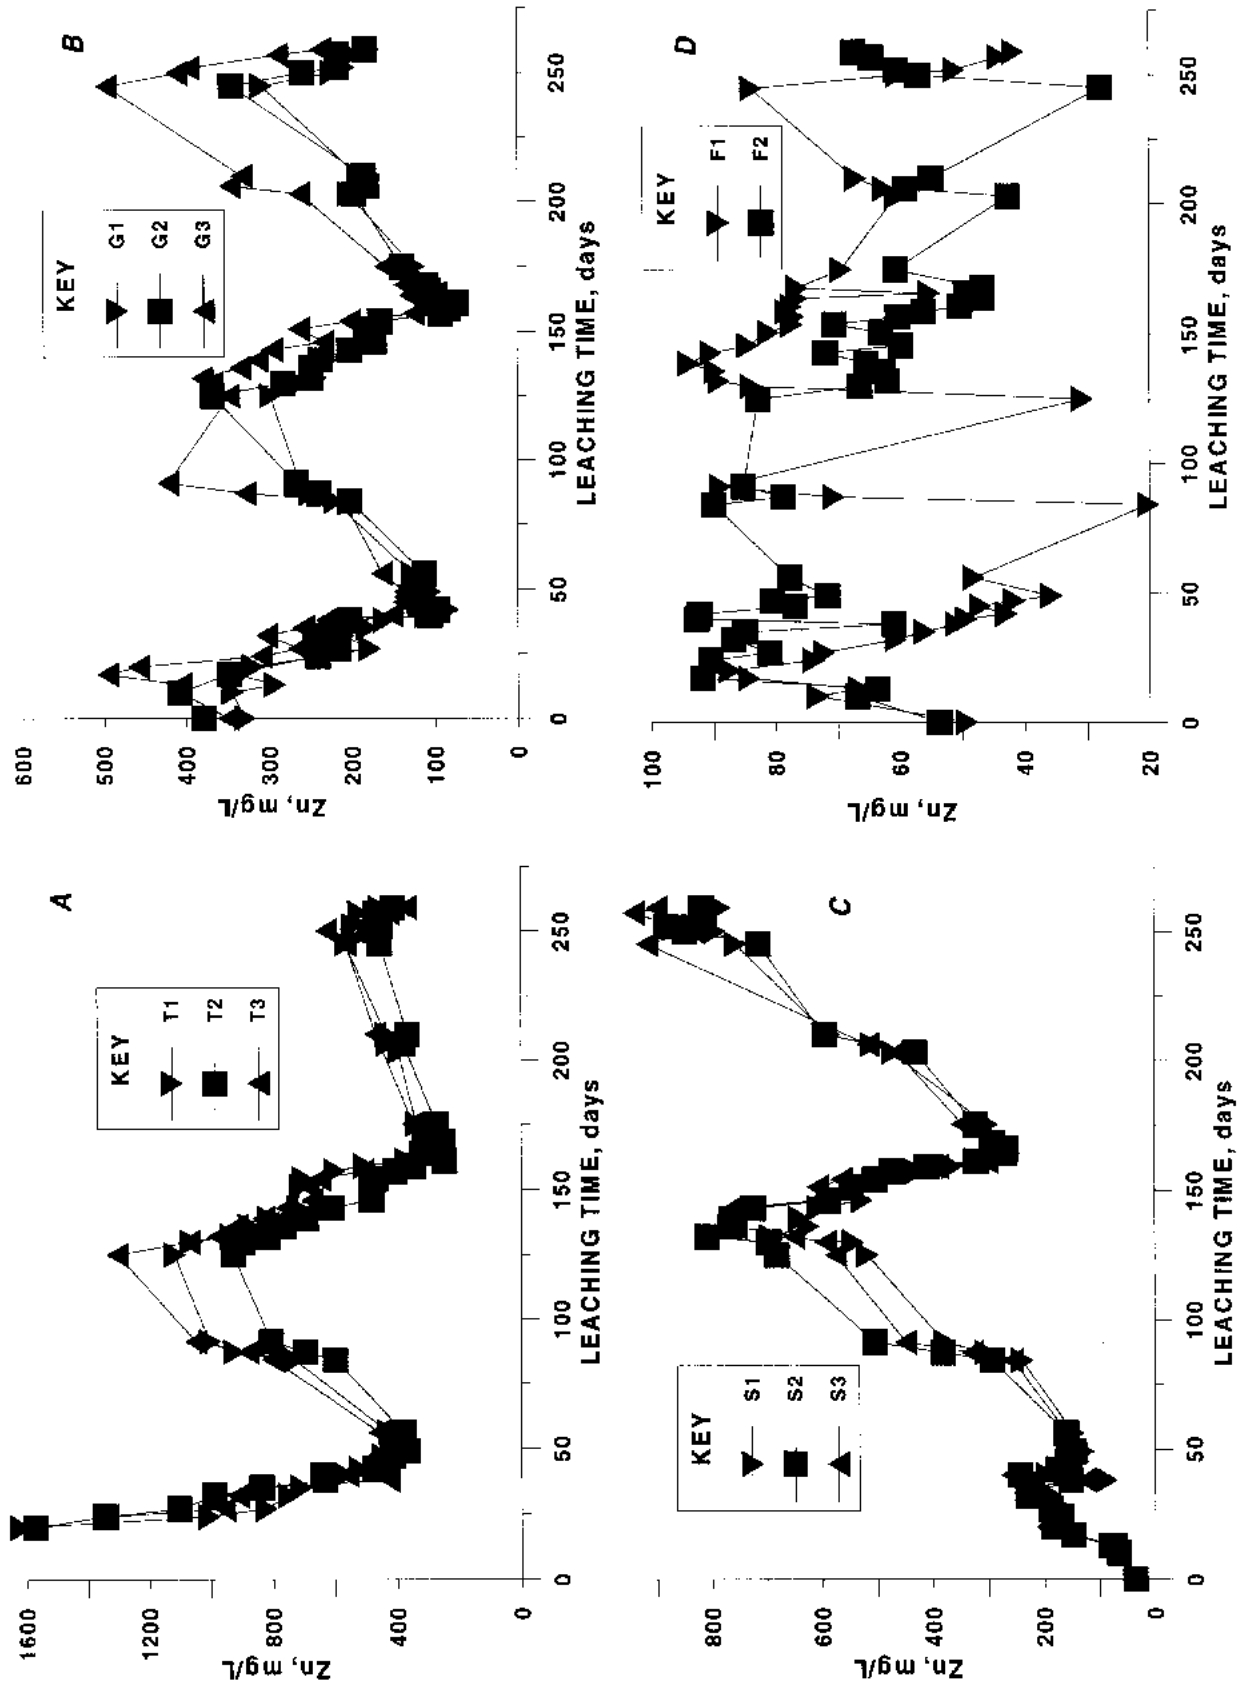 A
Zn, mg/L
1600
1200
800
400
0
0 50 100 150 200 250
LEACHING TIME, days
KEY
T1
T2
T3
B
Zn, mg/L
600
500
400
300
200
100
0
0 50 100 150 200 250
LEACHING TIME, days
KEY
G1
G2
G3
C
Zn, mg/L
800
600
400
200
0
0 50 100 150 200 250
LEACHING TIME, days
KEY
S1
S2
S3
D
Zn, mg/L
100
80
60
40
20
0 50 100 150 200 250
LEACHING TIME, days
KEY
F1
F2